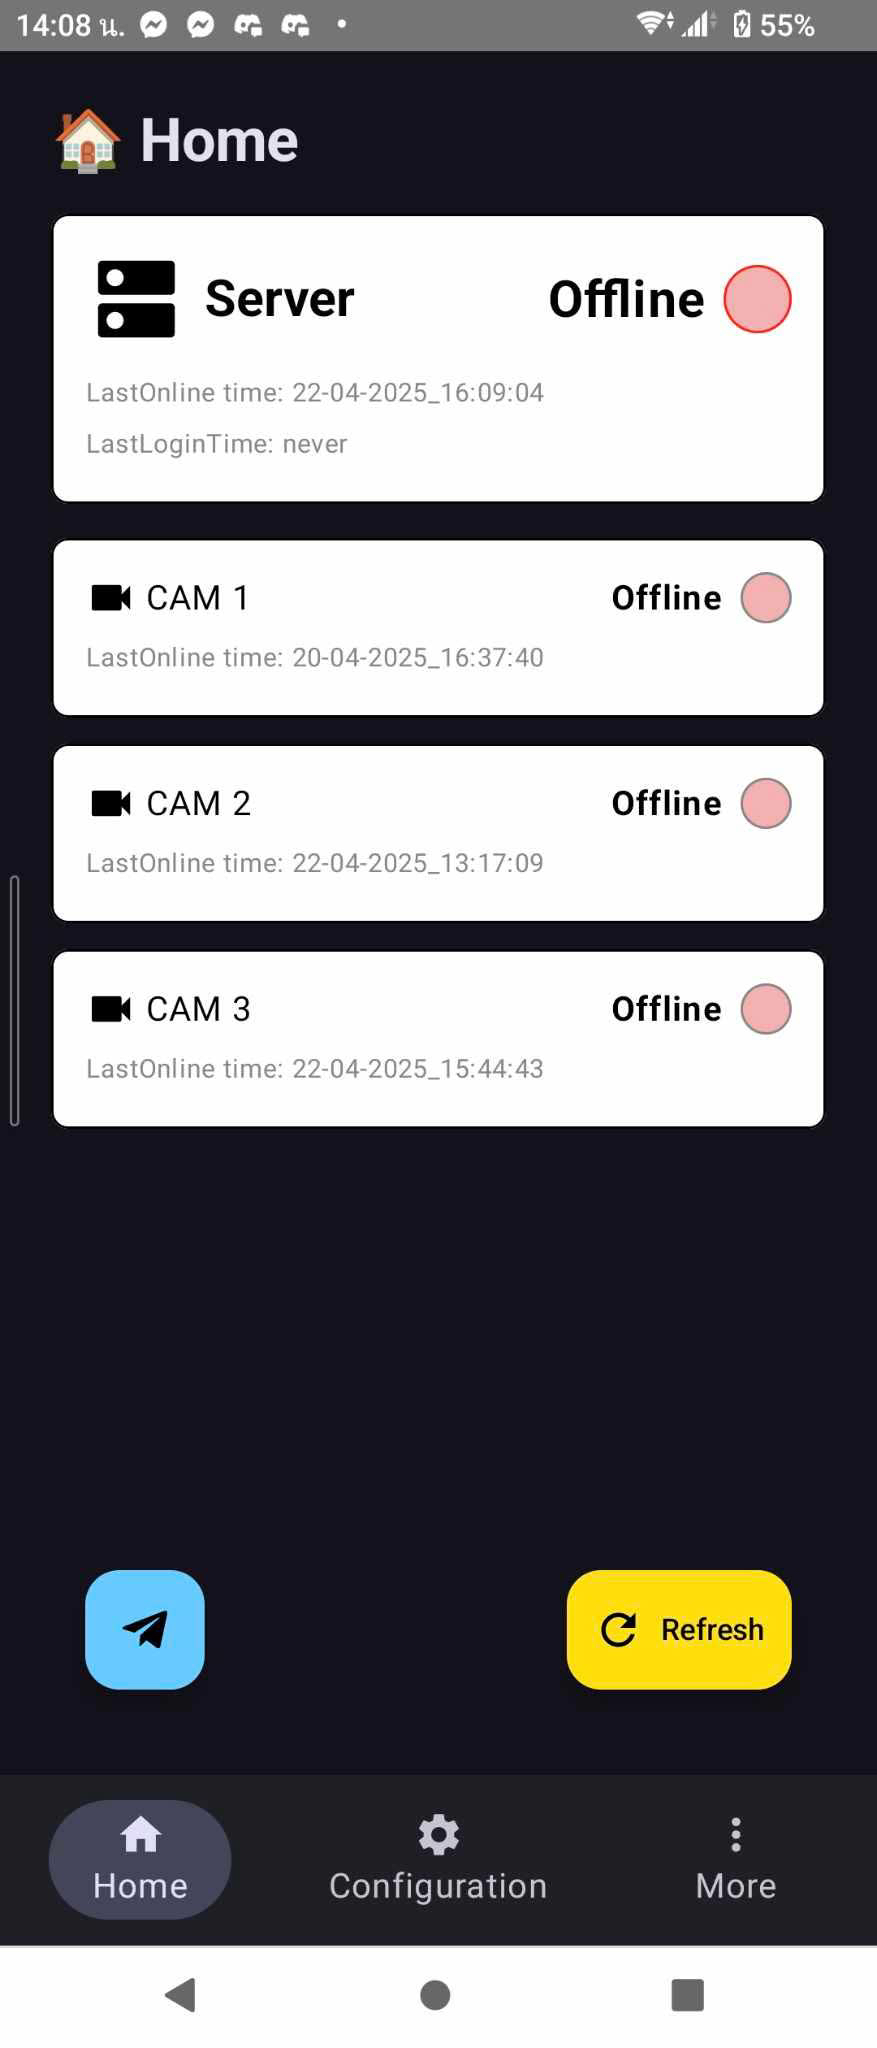 14:08 น. 55%
Home
Server Offline
LastOnline time: 22-04-2025_16:09:04
LastLoginTime: never
CAM 1 Offline
LastOnline time: 20-04-2025_16:37:40
CAM 2 Offline
LastOnline time: 22-04-2025_13:17:09
CAM 3 Offline
LastOnline time: 22-04-2025_15:44:43
Refresh
Home Configuration More